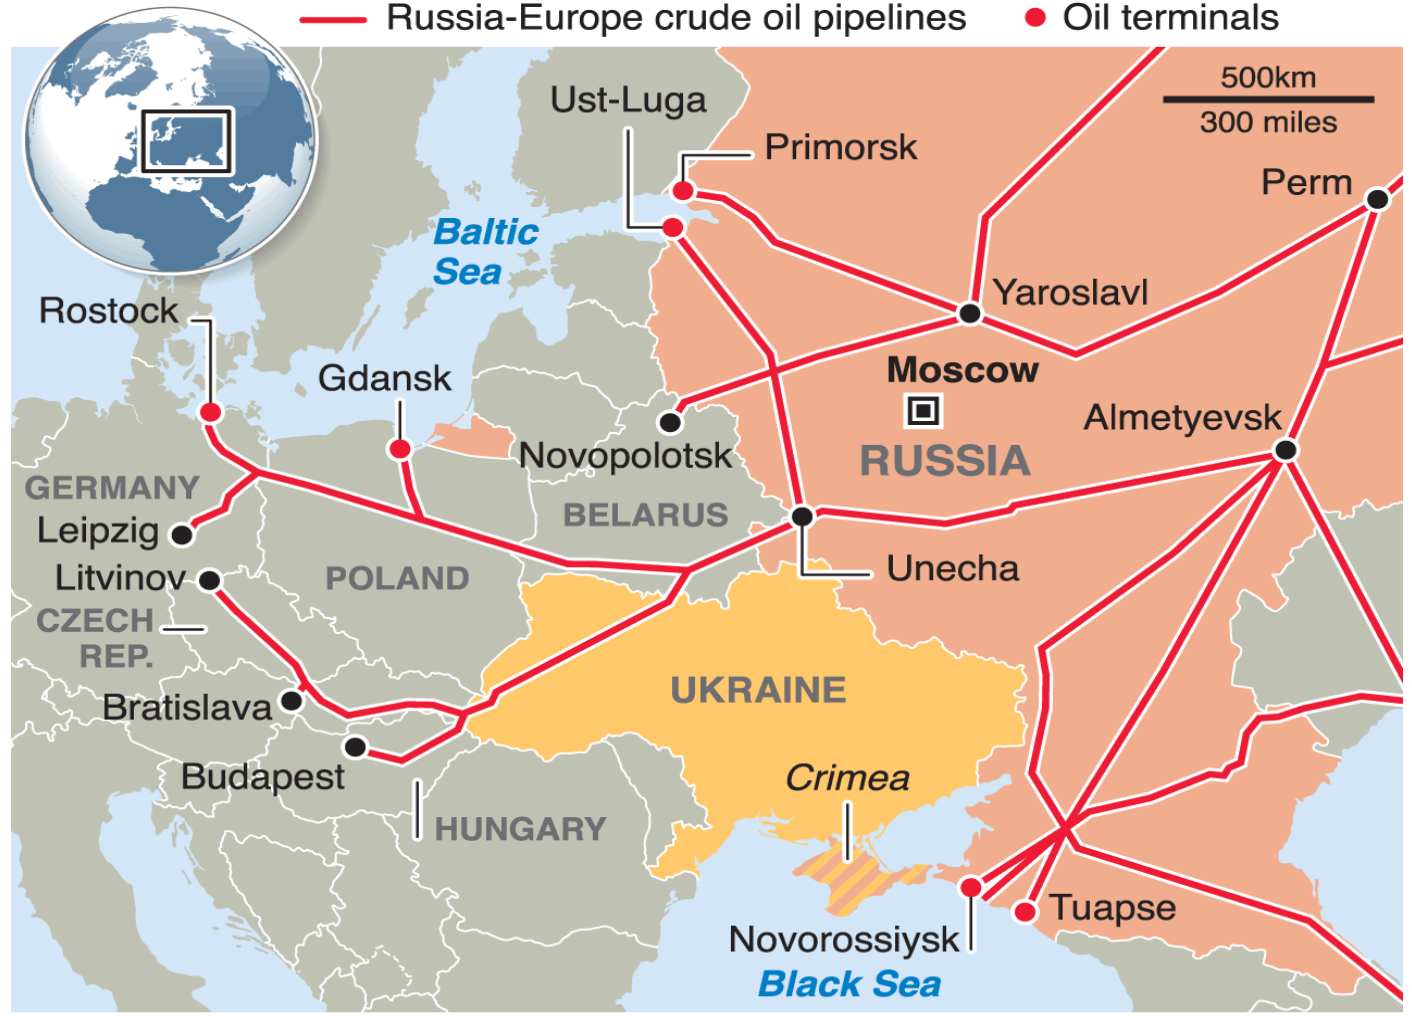 Russia-Europe crude oil pipelines
Oil terminals
500km
300 miles
Ust-Luga
Primorsk
Perm
Baltic
Sea
Yaroslavl
Rostock
Moscow
Gdansk
Almetyevsk
Novopolotsk
RUSSIA
GERMANY
BELARUS
Leipzig
Unecha
Litvinov
POLAND
CZECH
REP.
UKRAINE
Bratislava
Budapest
Crimea
HUNGARY
Tuapse
Novorossiysk
Black Sea